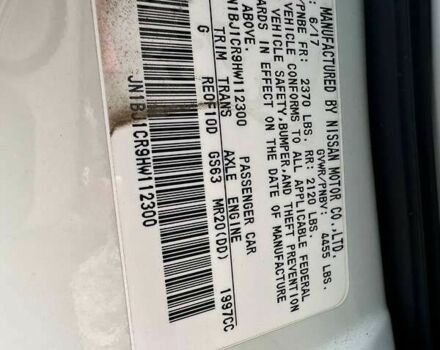 MANUFACTURED BY NISSAN MOTOR CO.,LTD.
6/17 GVWR/PNBV: 4455 LBS.
/PNBE FR: 2370 LBS. RR: 2120 LBS.
VEHICLE CONFORMS TO ALL APPLICABLE FEDERAL
VEHICLE SAFETY,BUMPER,AND THEFT PREVENTION
ARDS IN EFFECT ON THE DATE OF MANUFACTURE
ABOVE.
N1BJ1CR9HW112300 PASSENGER CAR
TRIM TRANS AXLE ENGINE
G RE0F10D GS63 MR20(DD) 1997CC
JN1BJ1CR9HW112300